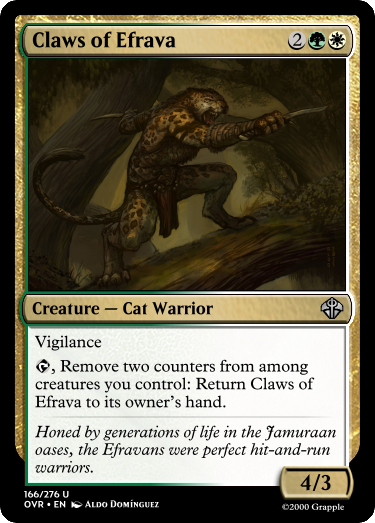 Claws of Efrava 2
Creature — Cat Warrior
Vigilance
, Remove two counters from among
creatures you control: Return Claws of
Efrava to its owner's hand.
Honed by generations of life in the Jamuraan
oases, the Efravans were perfect hit-and-run
warriors.
4/3
166/276 U
OVR • EN Aldo Domínguez
©2000 Grapple